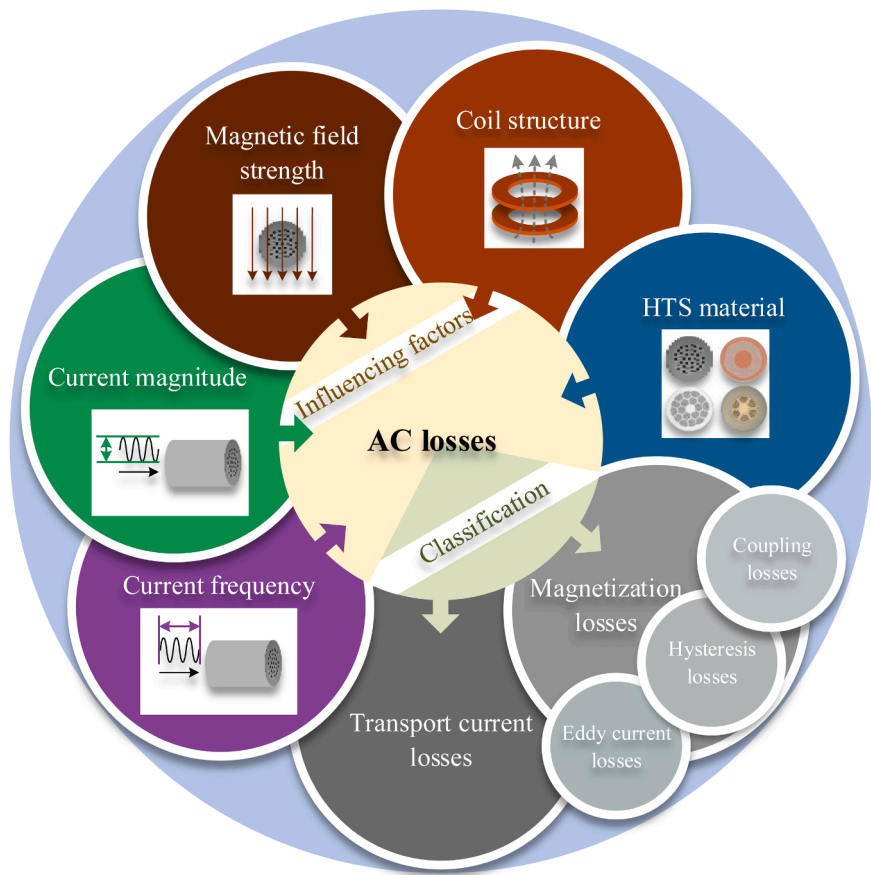 Magnetic field
strength
Coil structure
HTS material
Current magnitude
Influencing factors
AC losses
Classification
Current frequency
Coupling
losses
Magnetization
losses
Hysteresis
losses
Transport current
losses
Eddy current
losses